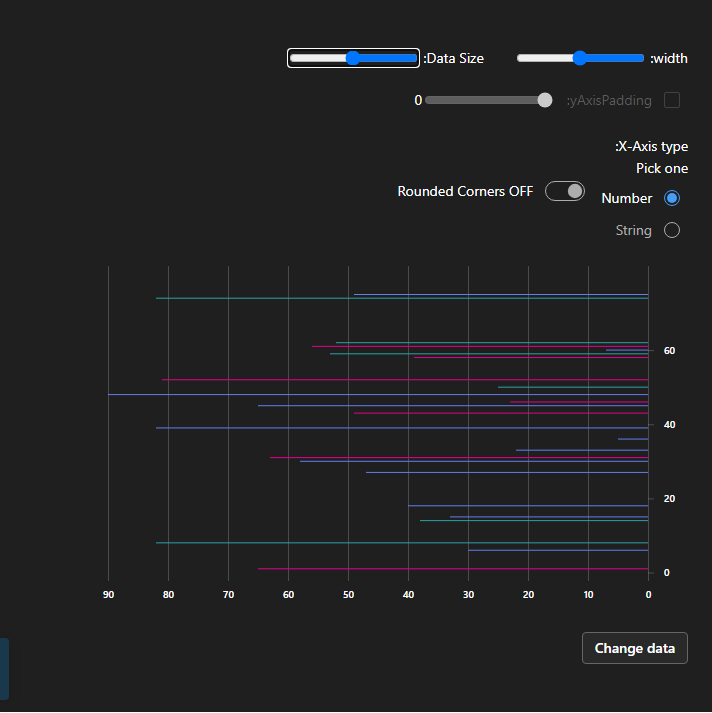 :width
:Data Size
:yAxisPadding
0
:X-Axis type
Pick one
Number
Rounded Corners OFF
String
60
40
20
0
90 80 70 60 50 40 30 20 10 0
Change data